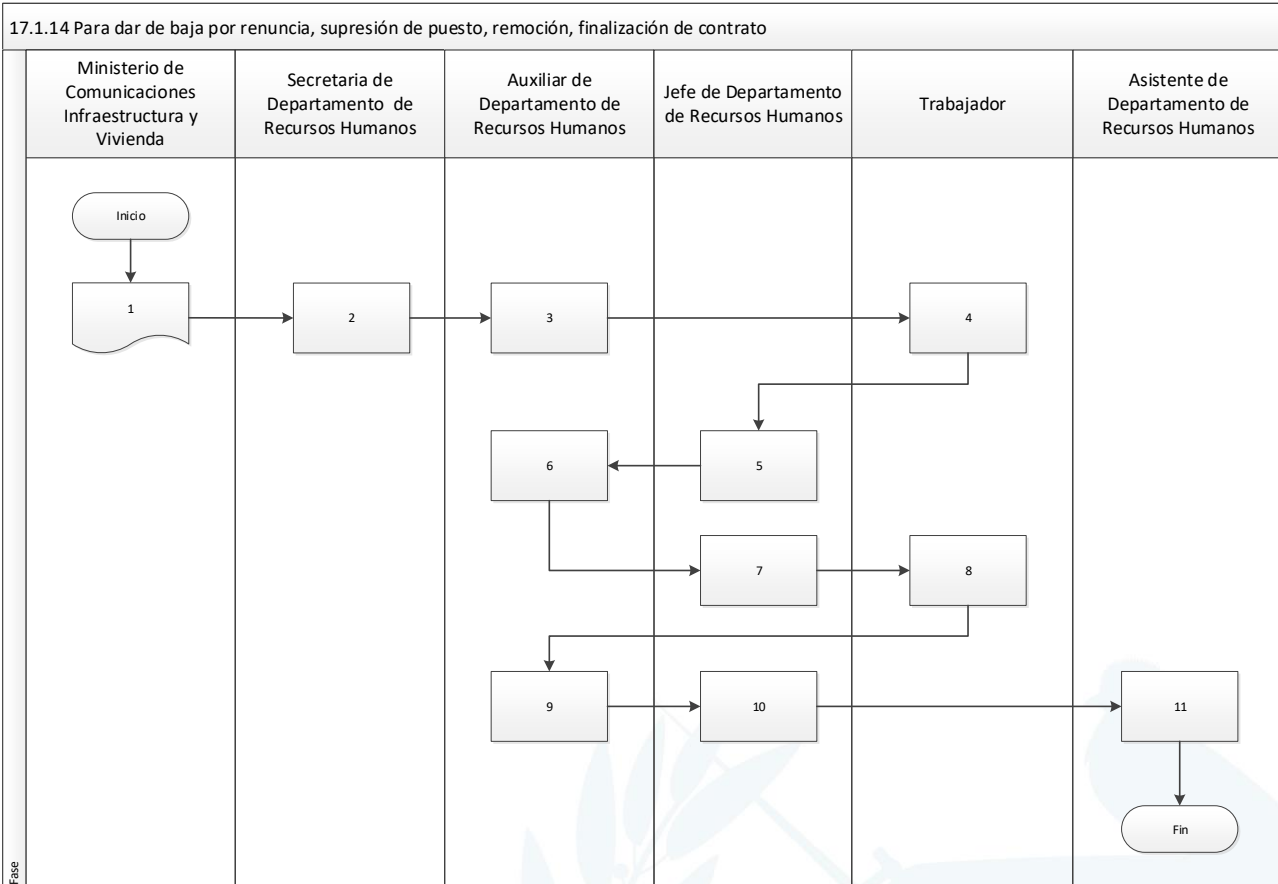 17.1.14 Para dar de baja por renuncia, supresión de puesto, remoción, finalización de contrato
Ministerio de
Comunicaciones
Infraestructura y
Vivienda
Secretaria de
Departamento de
Recursos Humanos
Auxiliar de
Departamento de
Recursos Humanos
Jefe de Departamento
de Recursos Humanos
Trabajador
Asistente de
Departamento de
Recursos Humanos
Inicio
1
2
3
4
5
6
7
8
9
10
11
Fin
Fase